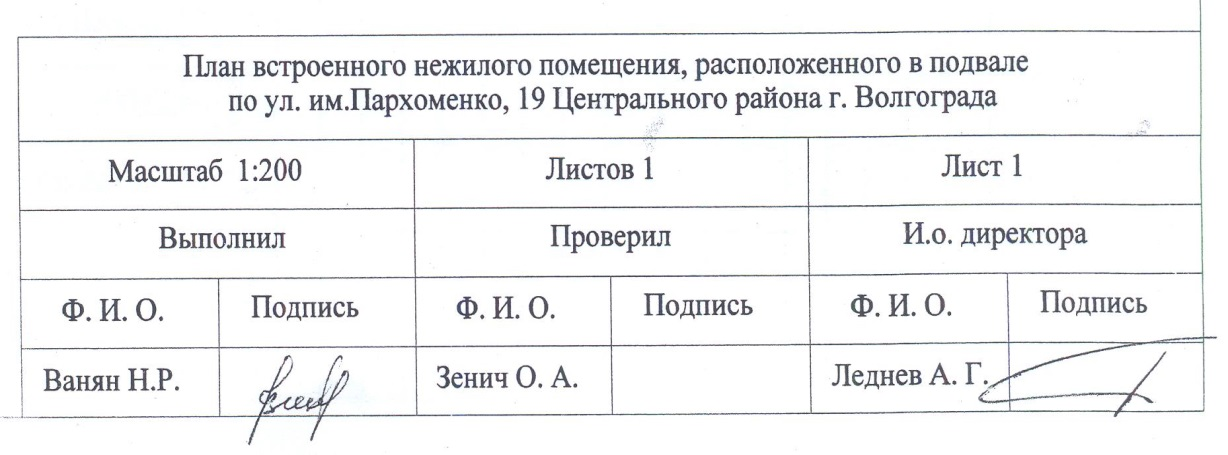 План встроенного нежилого помещения, расположенного в подвале
по ул. им.Пархоменко, 19 Центрального района г. Волгограда
Масштаб 1:200 Листов 1 Лист 1
Выполнил Проверил И.о. директора
Ф. И. О. Подпись Ф. И. О. Подпись Ф. И. О. Подпись
Ванян Н.Р. Зенич О. А. Леднев А. Г.